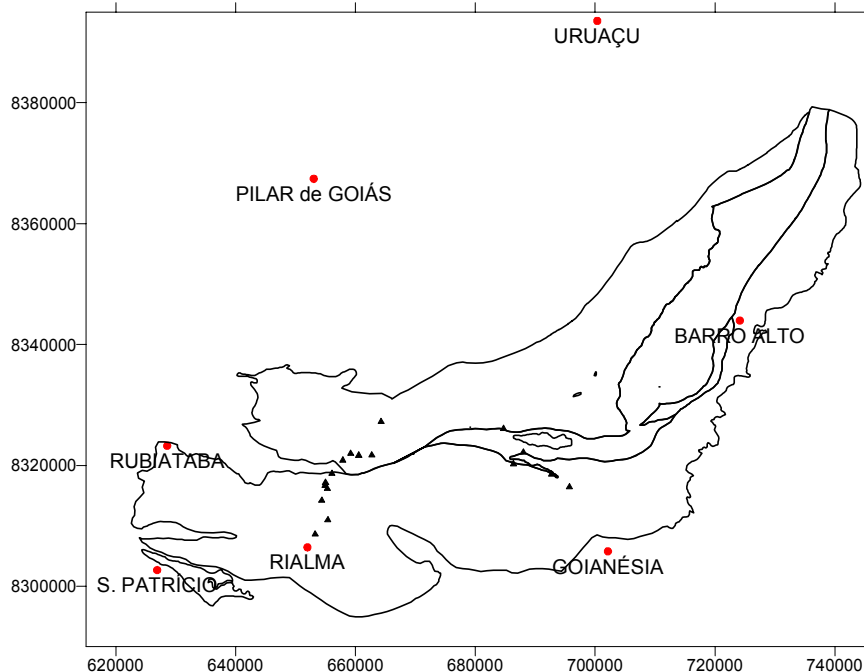 URUAÇU
8380000
PILAR de GOIÁS
8360000
8340000
BARRO ALTO
8320000
RUBIATABA
RIALMA
GOIANÉSIA
8300000
S. PATRÍCIO
620000 640000 660000 680000 700000 720000 740000